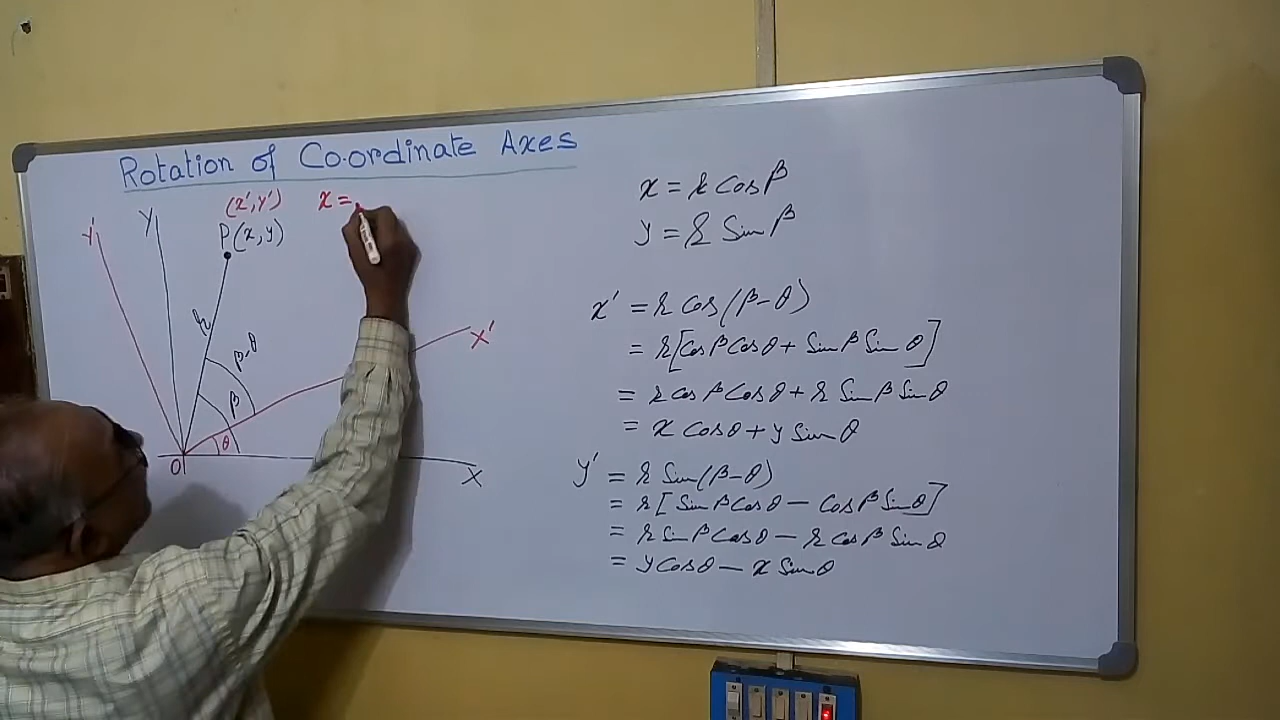 Rotation of Co-ordinate Axes
(x', y')
x =
Y'
Y
P(x, y)
r
β-θ
β
θ
X'
O
X
x = r Cos β
y = r Sin β
x' = r Cos (β-θ)
= r[Cos β Cos θ + Sin β Sin θ]
= r Cos β Cos θ + r Sin β Sin θ
= x Cos θ + y Sin θ
y' = r Sin (β-θ)
= r[Sin β Cos θ - Cos β Sin θ]
= r Sin β Cos θ - r Cos β Sin θ
= y Cos θ - x Sin θ